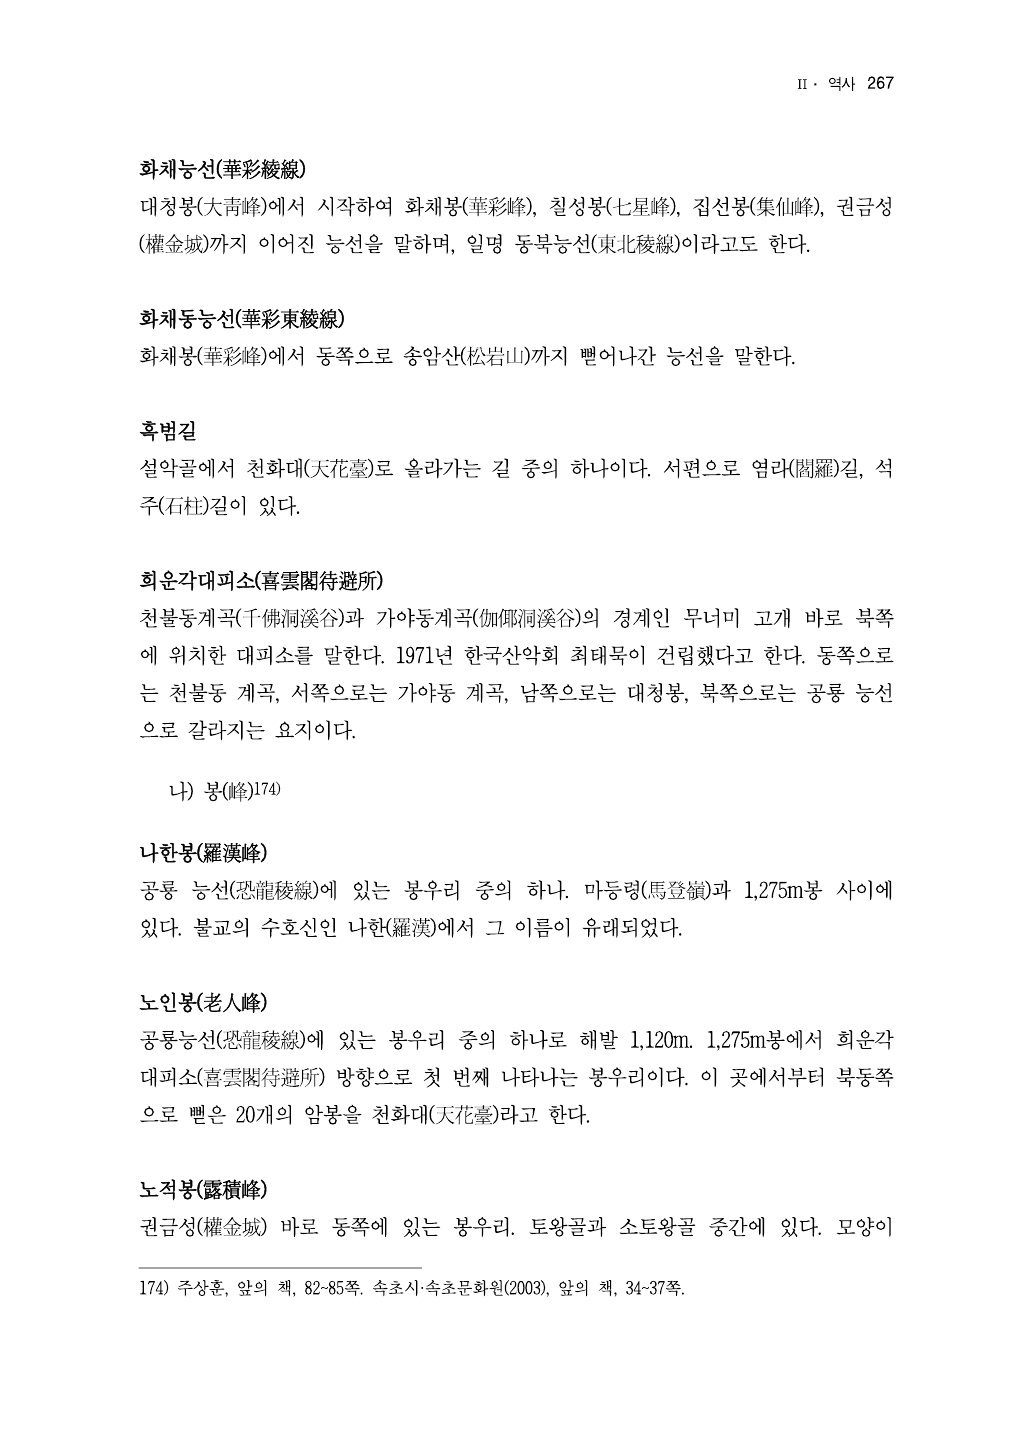 II · 역사 267
화채능선(華彩綾線)
대청봉(大靑峰)에서 시작하여 화채봉(華彩峰), 칠성봉(七星峰), 집선봉(集仙峰), 권금성
(權金城)까지 이어진 능선을 말하며, 일명 동북능선(東北稜線)이라고도 한다.
화채동능선(華彩東綾線)
화채봉(華彩峰)에서 동쪽으로 송암산(松岩山)까지 뻗어나간 능선을 말한다.
흑범길
설악골에서 천화대(天花臺)로 올라가는 길 중의 하나이다. 서편으로 염라(閻羅)길, 석
주(石柱)길이 있다.
희운각대피소(喜雲閣待避所)
천불동계곡(千佛洞溪谷)과 가야동계곡(伽倻洞溪谷)의 경계인 무너미 고개 바로 북쪽
에 위치한 대피소를 말한다. 1971년 한국산악회 최태묵이 건립했다고 한다. 동쪽으로
는 천불동 계곡, 서쪽으로는 가야동 계곡, 남쪽으로는 대청봉, 북쪽으로는 공룡 능선
으로 갈라지는 요지이다.
나) 봉(峰)174)
나한봉(羅漢峰)
공룡 능선(恐龍稜線)에 있는 봉우리 중의 하나. 마등령(馬登嶺)과 1,275m봉 사이에
있다. 불교의 수호신인 나한(羅漢)에서 그 이름이 유래되었다.
노인봉(老人峰)
공룡능선(恐龍稜線)에 있는 봉우리 중의 하나로 해발 1,120m. 1,275m봉에서 희운각
대피소(喜雲閣待避所) 방향으로 첫 번째 나타나는 봉우리이다. 이 곳에서부터 북동쪽
으로 뻗은 20개의 암봉을 천화대(天花臺)라고 한다.
노적봉(露積峰)
권금성(權金城) 바로 동쪽에 있는 봉우리. 토왕골과 소토왕골 중간에 있다. 모양이
174) 주상훈, 앞의 책, 82~85쪽. 속초시·속초문화원(2003), 앞의 책, 34~37쪽.